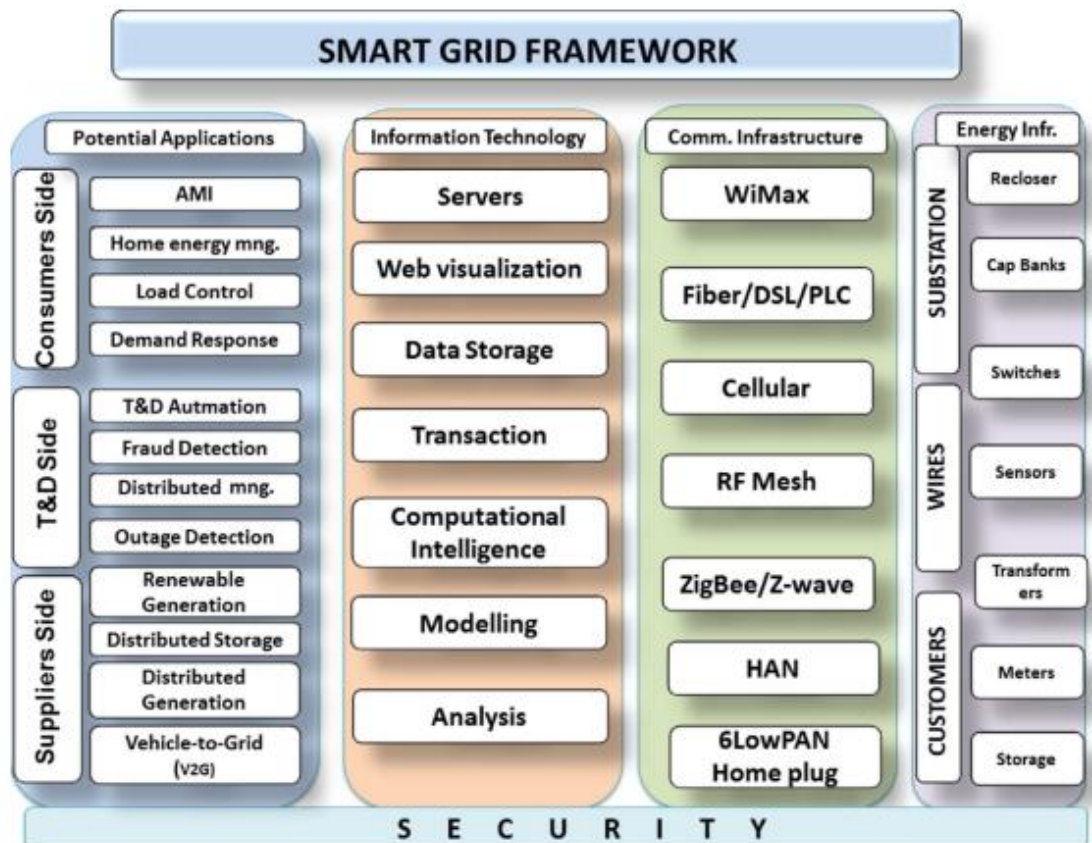 SMART GRID FRAMEWORK
Potential Applications
Consumers Side
AMI
Home energy mng.
Load Control
Demand Response
T&D Side
T&D Autmation
Fraud Detection
Distributed mng.
Outage Detection
Suppliers Side
Renewable
Generation
Distributed Storage
Distributed
Generation
Vehicle-to-Grid
(V2G)
Information Technology
Servers
Web visualization
Data Storage
Transaction
Computational
Intelligence
Modelling
Analysis
Comm. Infrastructure
WiMax
Fiber/DSL/PLC
Cellular
RF Mesh
ZigBee/Z-wave
HAN
6LowPAN
Home plug
Energy Infr.
SUBSTATION
WIRES
CUSTOMERS
Recloser
Cap Banks
Switches
Sensors
Transform
ers
Meters
Storage
S E C U R I T Y